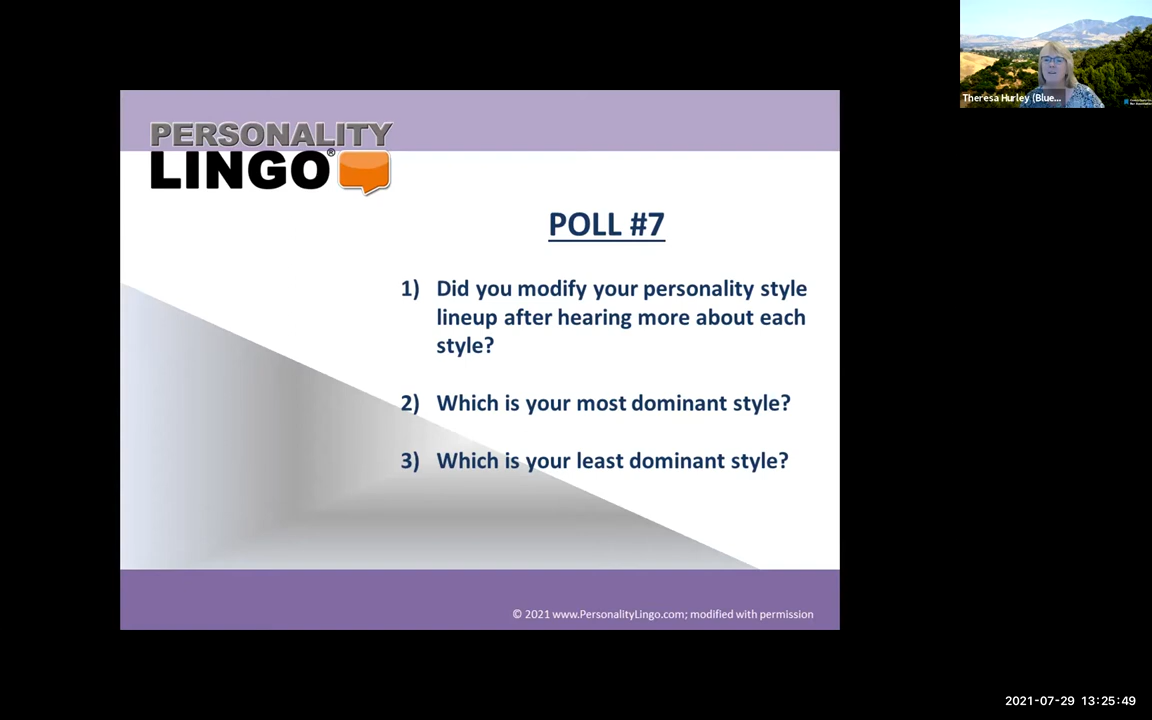 Theresa Hurley (Blue...
PERSONALITY
LINGO®
POLL #7
1) Did you modify your personality style
lineup after hearing more about each
style?
2) Which is your most dominant style?
3) Which is your least dominant style?
© 2021 www.PersonalityLingo.com; modified with permission
2021-07-29 13:25:49